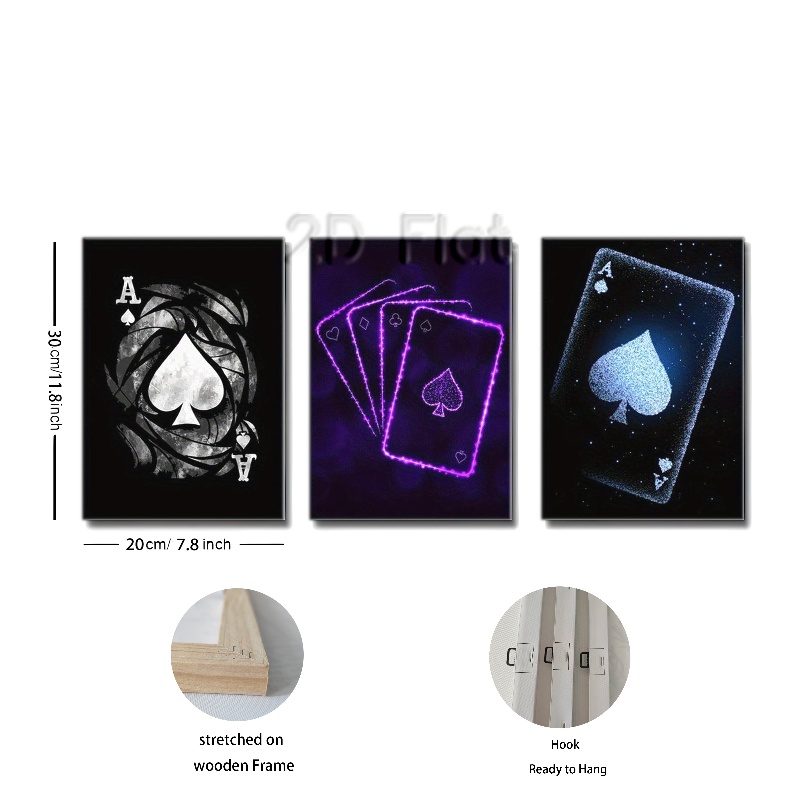 2D Flat
A
A
A
A
30cm/11.8inch
20cm/ 7.8 inch
stretched on
wooden Frame
Hook
Ready to Hang